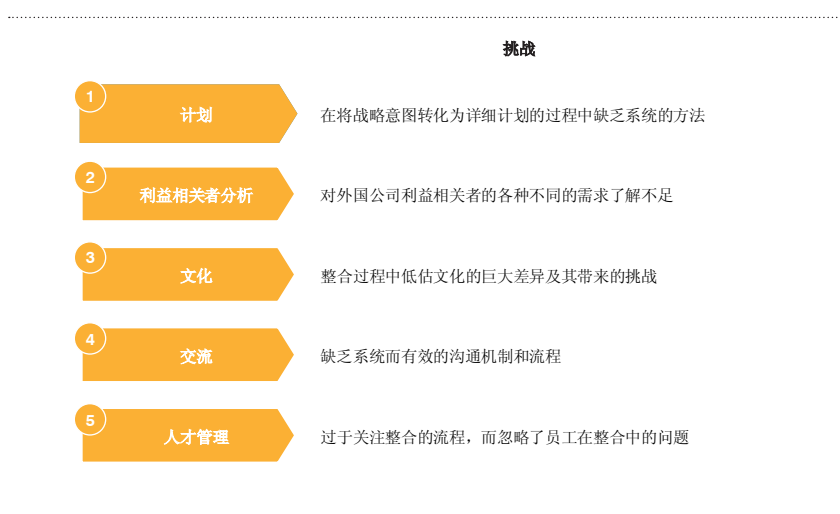 挑战
1
计划
在将战略意图转化为详细计划的过程中缺乏系统的方法
2
利益相关者分析
对外国公司利益相关者的各种不同的需求了解不足
3
文化
整合过程中低估文化的巨大差异及其带来的挑战
4
交流
缺乏系统而有效的沟通机制和流程
5
人才管理
过于关注整合的流程，而忽略了员工在整合中的问题